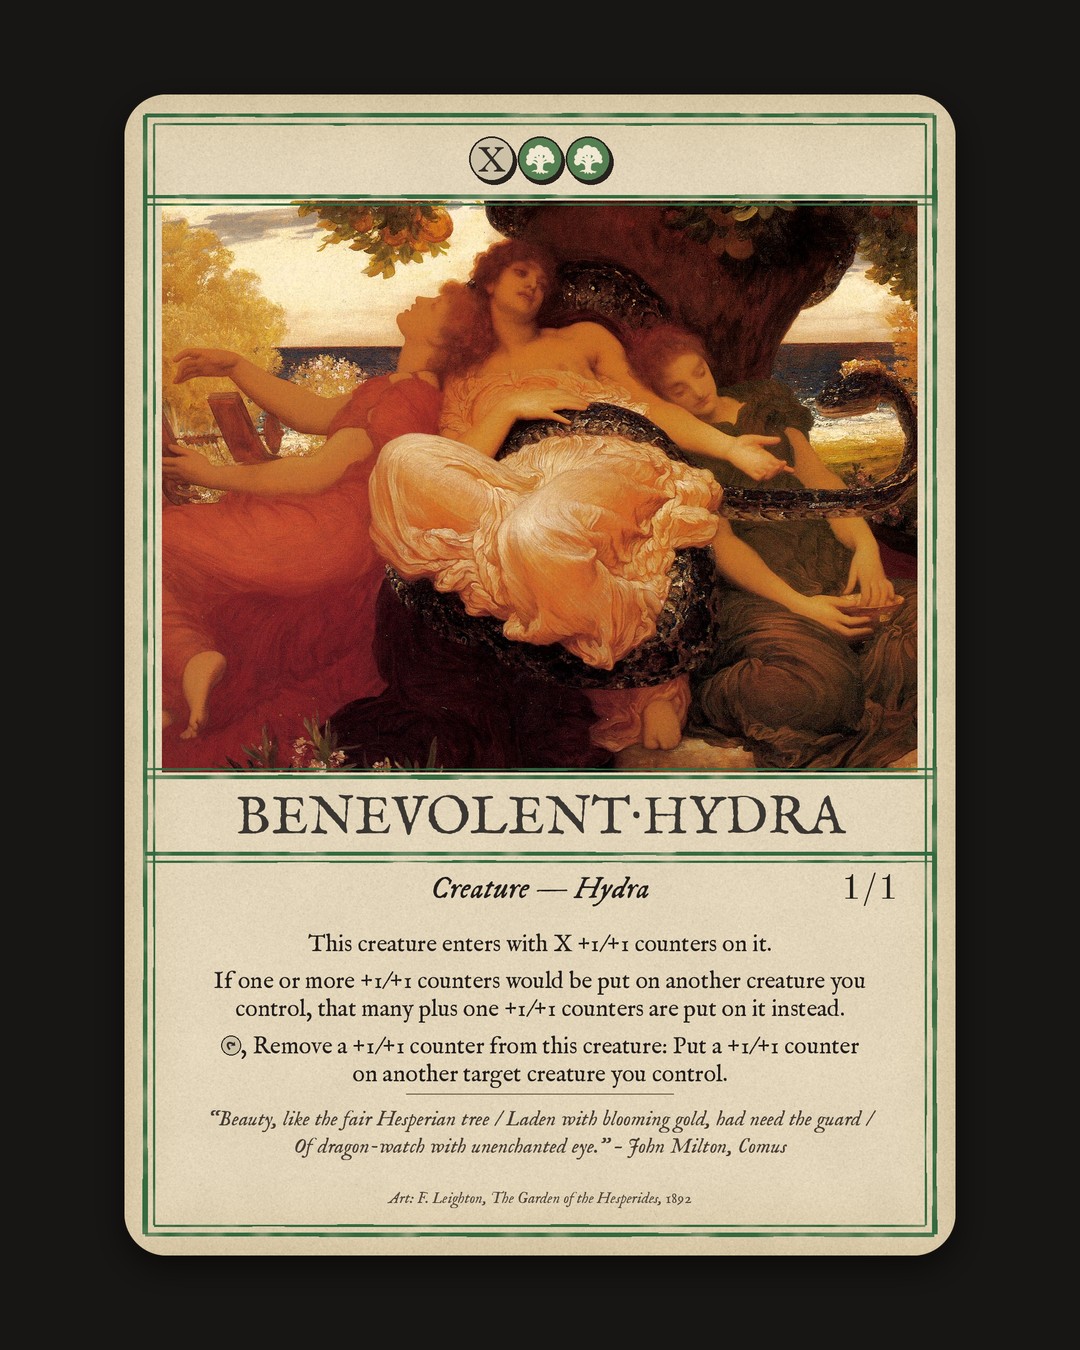 X
BENEVOLENT·HYDRA
Creature — Hydra
1/1
This creature enters with X +1/+1 counters on it.
If one or more +1/+1 counters would be put on another creature you
control, that many plus one +1/+1 counters are put on it instead.
, Remove a +1/+1 counter from this creature: Put a +1/+1 counter
on another target creature you control.
“Beauty, like the fair Hesperian tree / Laden with blooming gold, had need the guard /
Of dragon-watch with unenchanted eye.” - John Milton, Comus
Art: F. Leighton, The Garden of the Hesperides, 1892